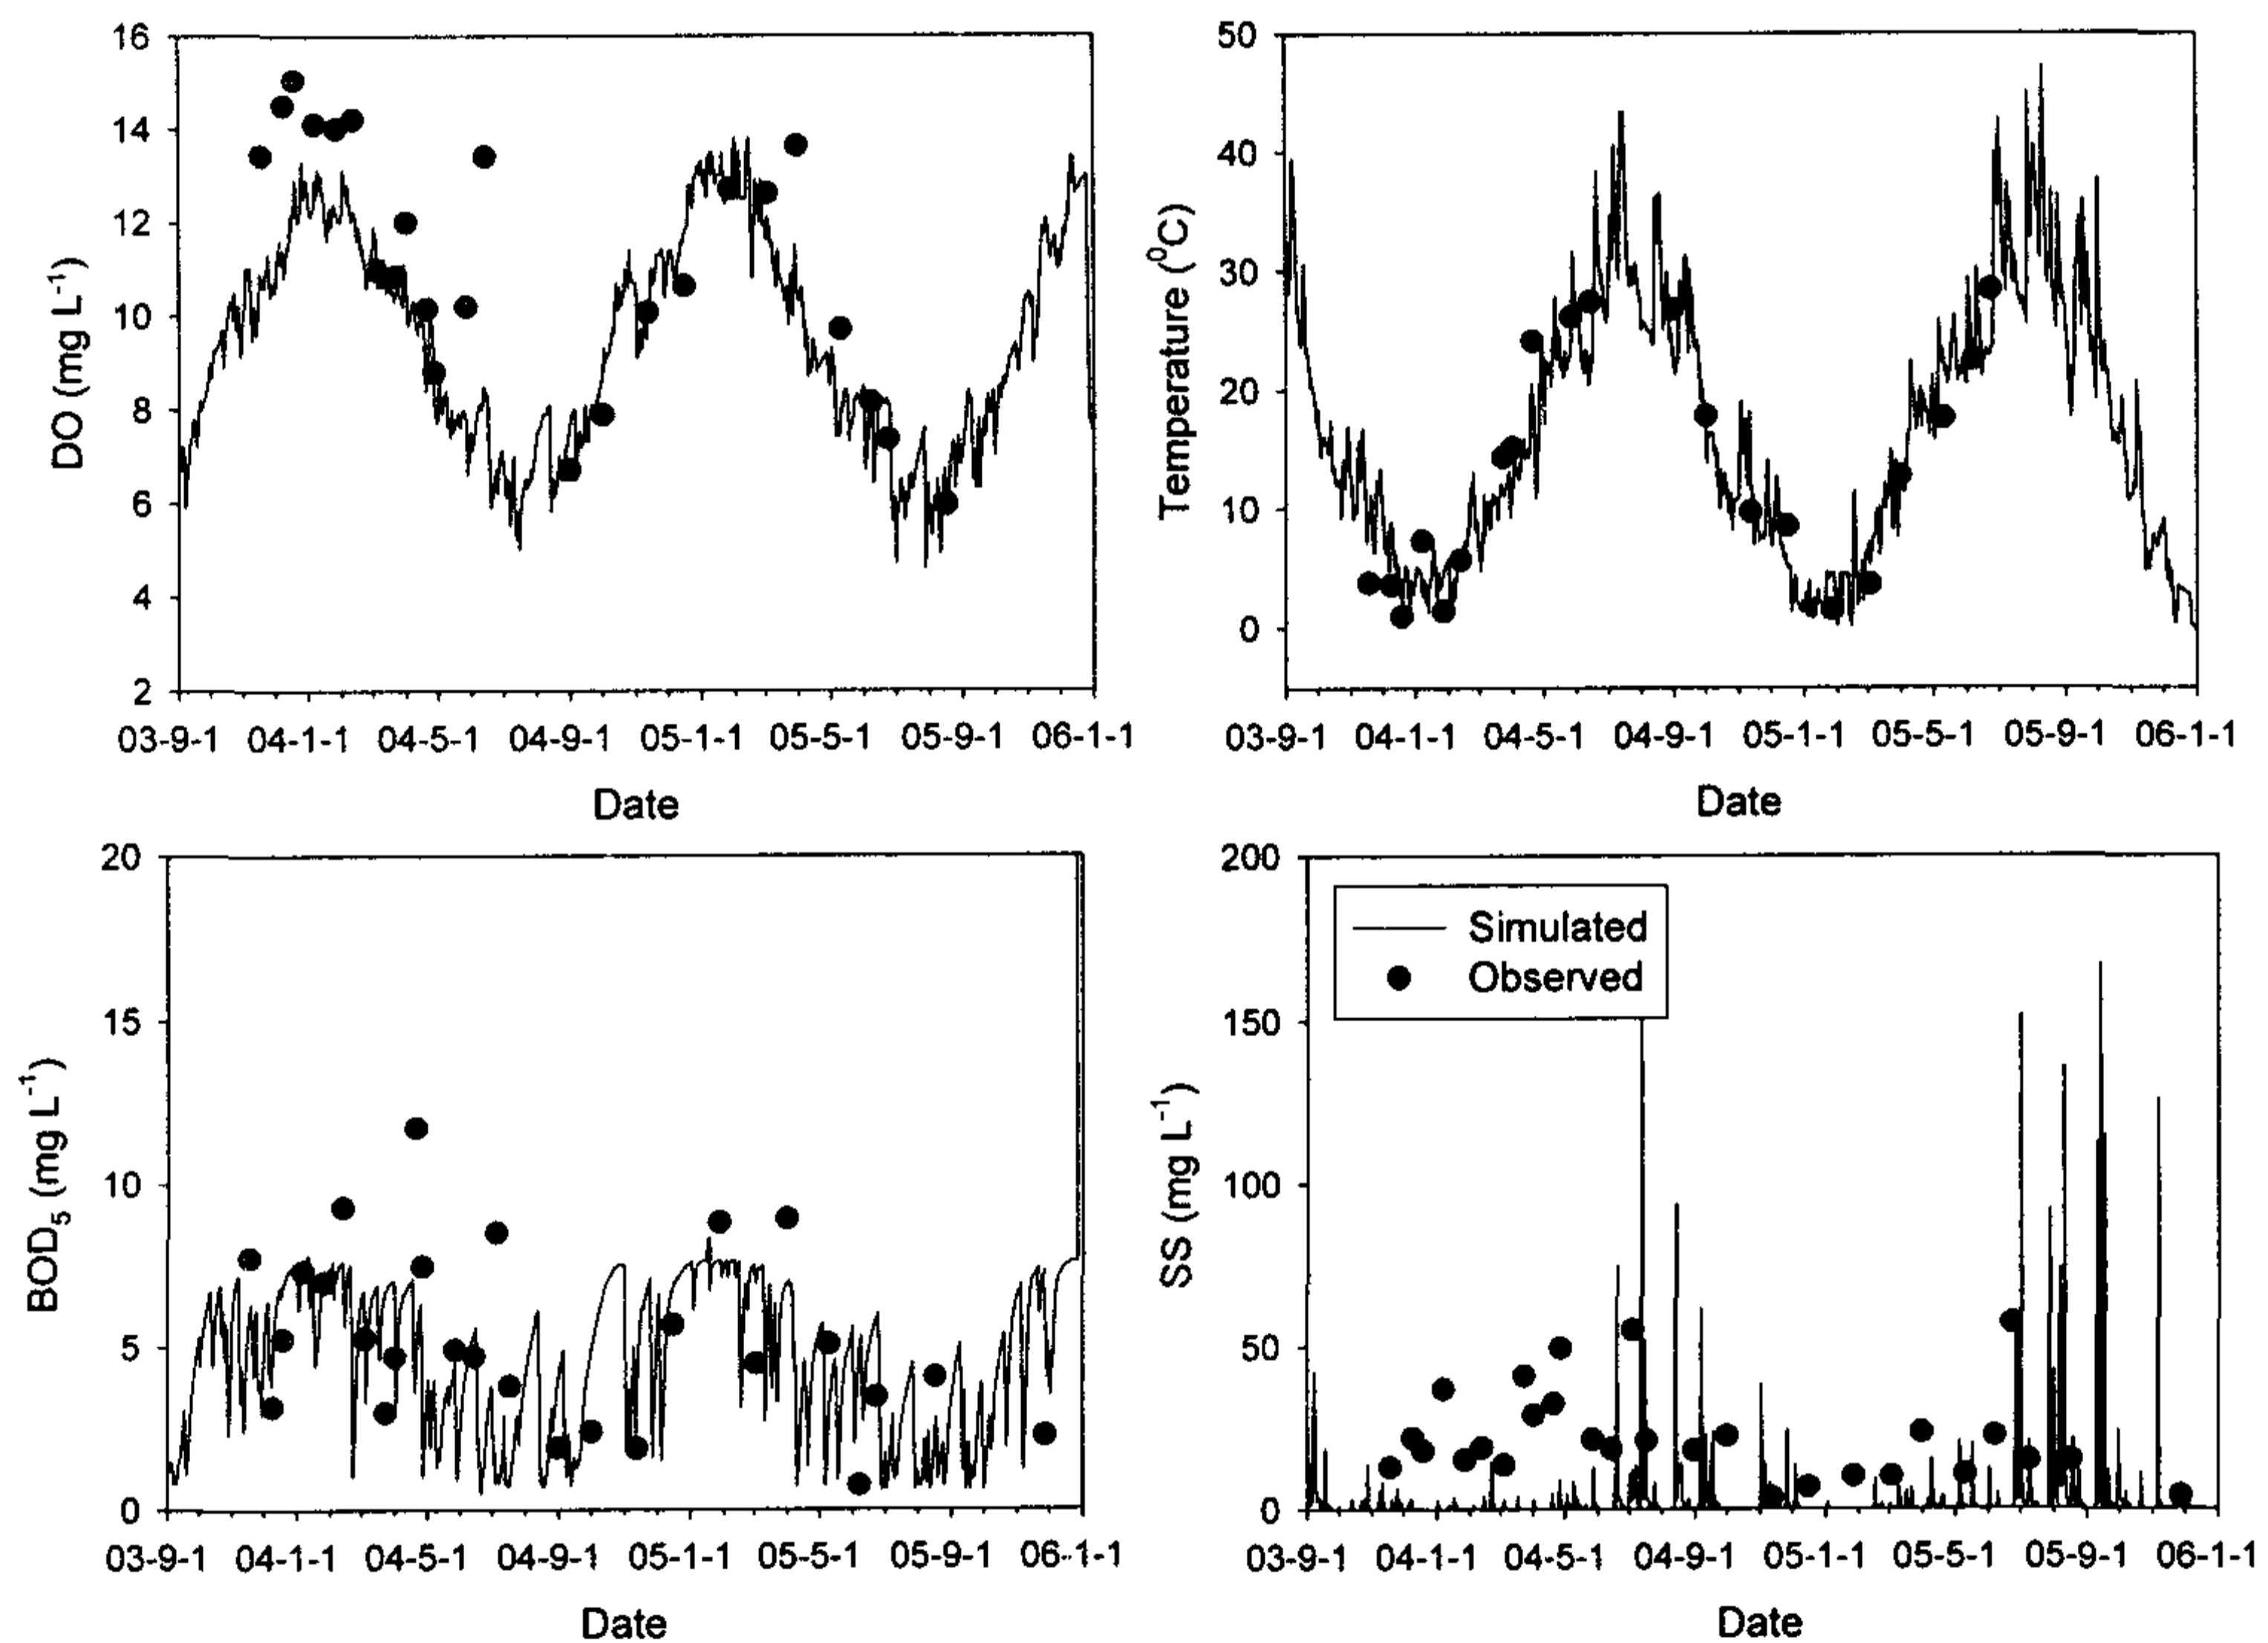 16
14
12
10
8
6
4
2
DO (mg L-1)
03-9-1 04-1-1 04-5-1 04-9-1 05-1-1 05-5-1 05-9-1 06-1-1
Date
50
40
30
20
10
0
Temperature (⁰C)
03-9-1 04-1-1 04-5-1 04-9-1 05-1-1 05-5-1 05-9-1 06-1-1
Date
20
15
10
5
0
BOD5 (mg L-1)
03-9-1 04-1-1 04-5-1 04-9-1 05-1-1 05-5-1 05-9-1 06-1-1
Date
200
150
100
50
0
SS (mg L-1)
Simulated
Observed
03-9-1 04-1-1 04-5-1 04-9-1 05-1-1 05-5-1 05-9-1 06-1-1
Date